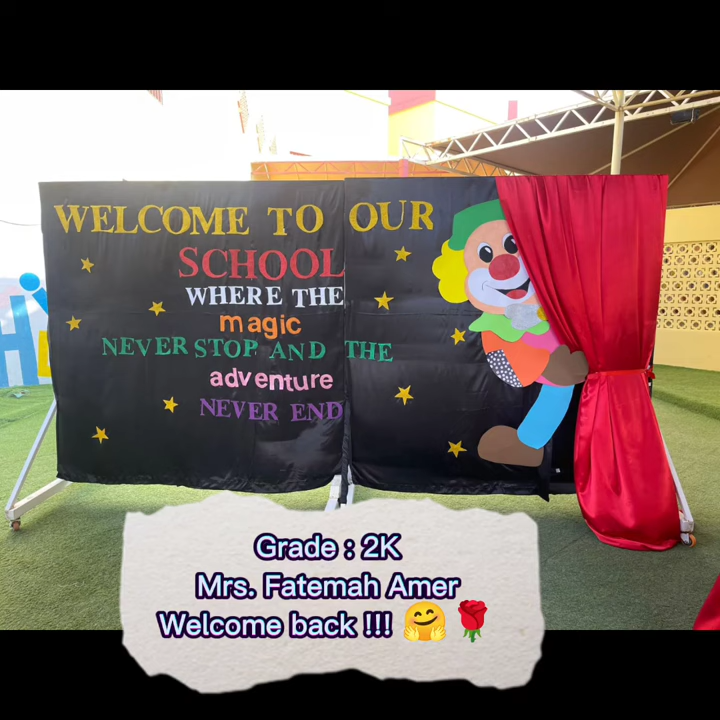 WELCOME TO OUR
SCHOOL
WHERE THE
magic
NEVER STOP AND THE
adventure
NEVER END
Grade : 2K
Mrs. Fatemah Amer
Welcome back !!! 🤗🌹